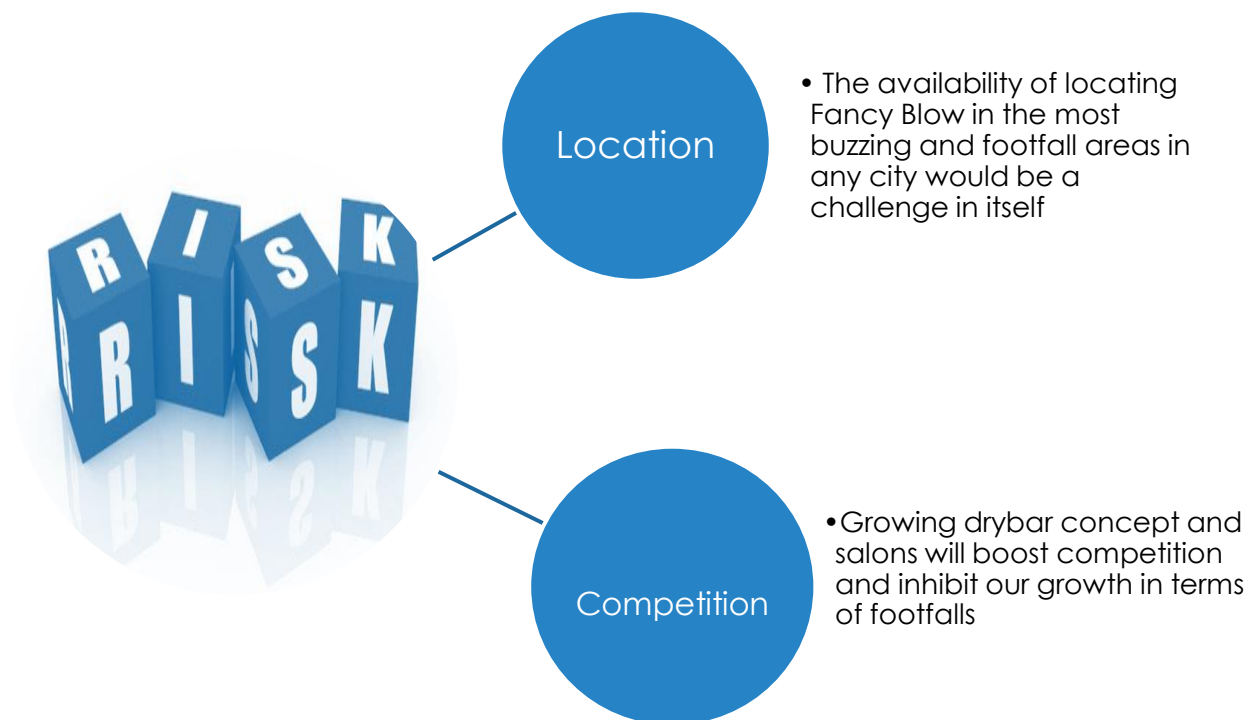 R I S K
R R I S S K
Location
• The availability of locating
Fancy Blow in the most
buzzing and footfall areas in
any city would be a
challenge in itself
Competition
•Growing drybar concept and
salons will boost competition
and inhibit our growth in terms
of footfalls